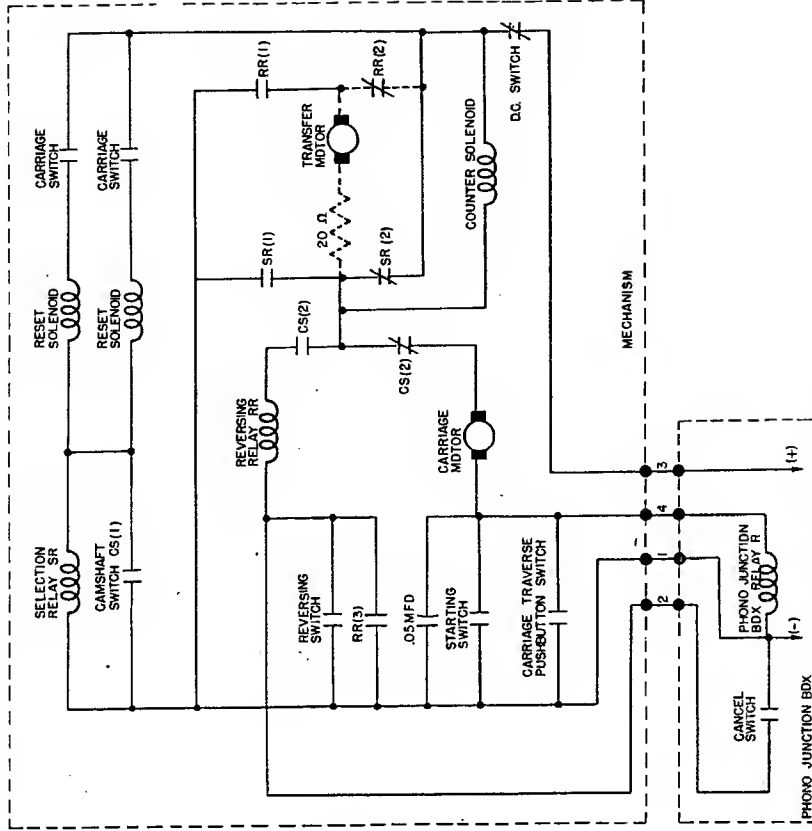 CARRIAGE
SWITCH
CARRIAGE
SWITCH
RESET
SOLENOID
RESET
SOLENOID
SELECTION
RELAY SR
CAMSHAFT
SWITCH CS(1)
RR(1)
RR(2)
TRANSFER
MOTOR
20 Ω
SR(1)
SR(2)
D.C. SWITCH
COUNTER SOLENOID
CS(2)
CS(2)
REVERSING
RELAY RR
CARRIAGE
MOTOR
MECHANISM
REVERSING
SWITCH
RR(3)
.05MFD
STARTING
SWITCH
CARRIAGE TRAVERSE
PUSHBUTTON SWITCH
3
4
1
2
(+)
(-)
PHONO JUNCTION
BOX RELAY R
CANCEL
SWITCH
PHONO JUNCTION BOX